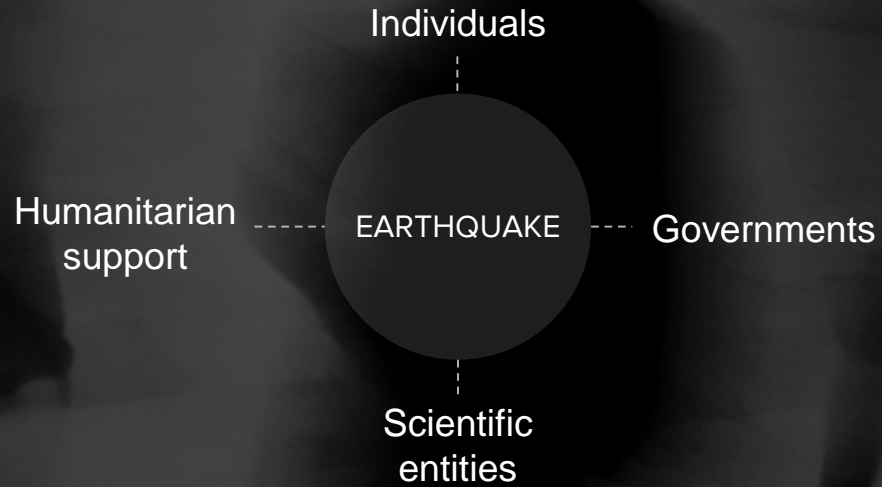 Individuals
Humanitarian
support
EARTHQUAKE
Governments
Scientific
entities